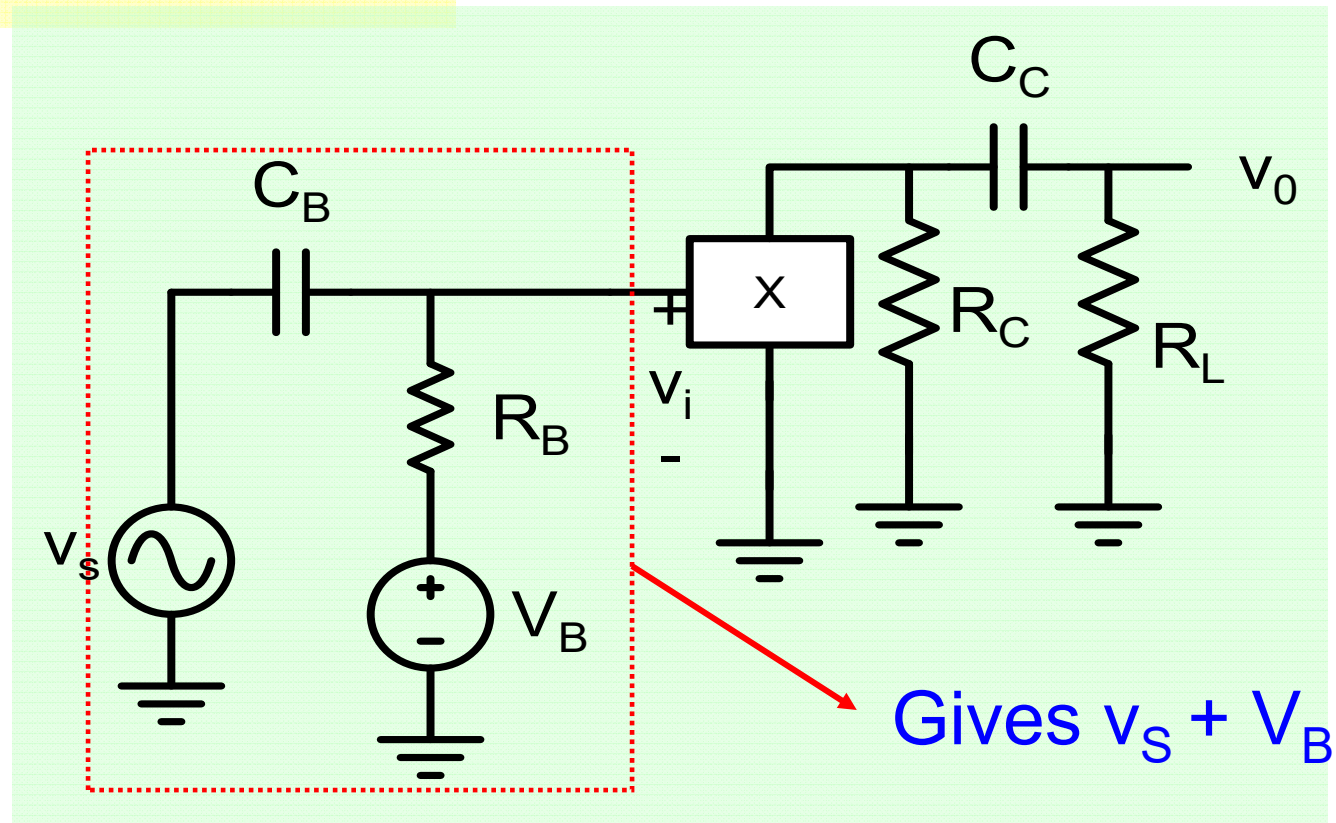 C_C
C_B
v_0
X
+
R_C
R_L
v_i
-
R_B
v_s
+
-
V_B
Gives v_S + V_B